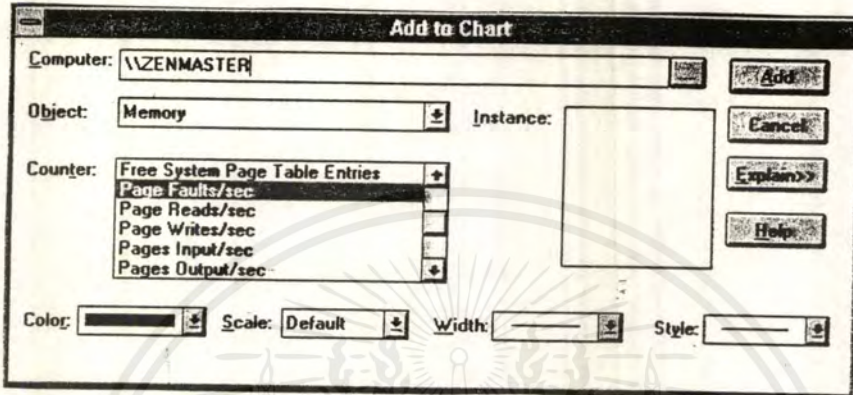 Add to Chart
Computer: \\ZENMASTER
Add
Object: Memory
Instance:
Cancel
Counter: Free System Page Table Entries
Page Faults/sec
Page Reads/sec
Page Writes/sec
Pages Input/sec
Pages Output/sec
Explain>>
Help
Color:
Scale: Default
Width:
Style: